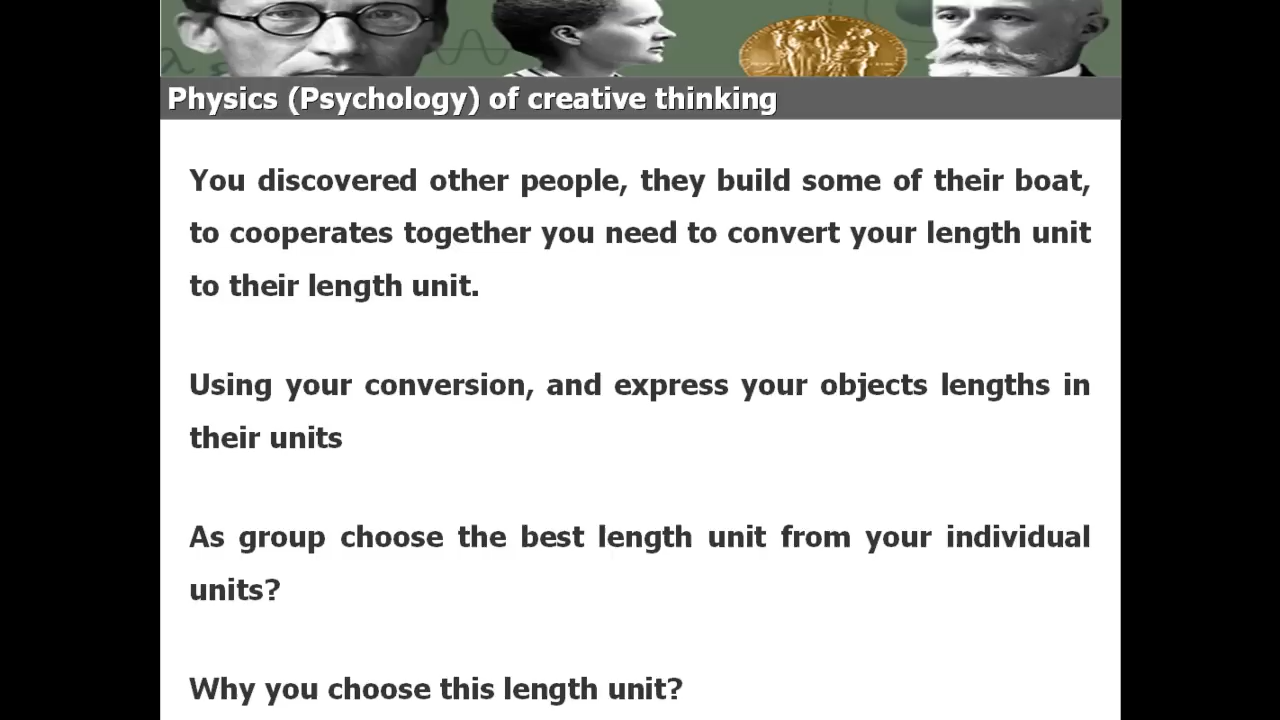 Physics (Psychology) of creative thinking
You discovered other people, they build some of their boat,
to cooperates together you need to convert your length unit
to their length unit.
Using your conversion, and express your objects lengths in
their units
As group choose the best length unit from your individual
units?
Why you choose this length unit?